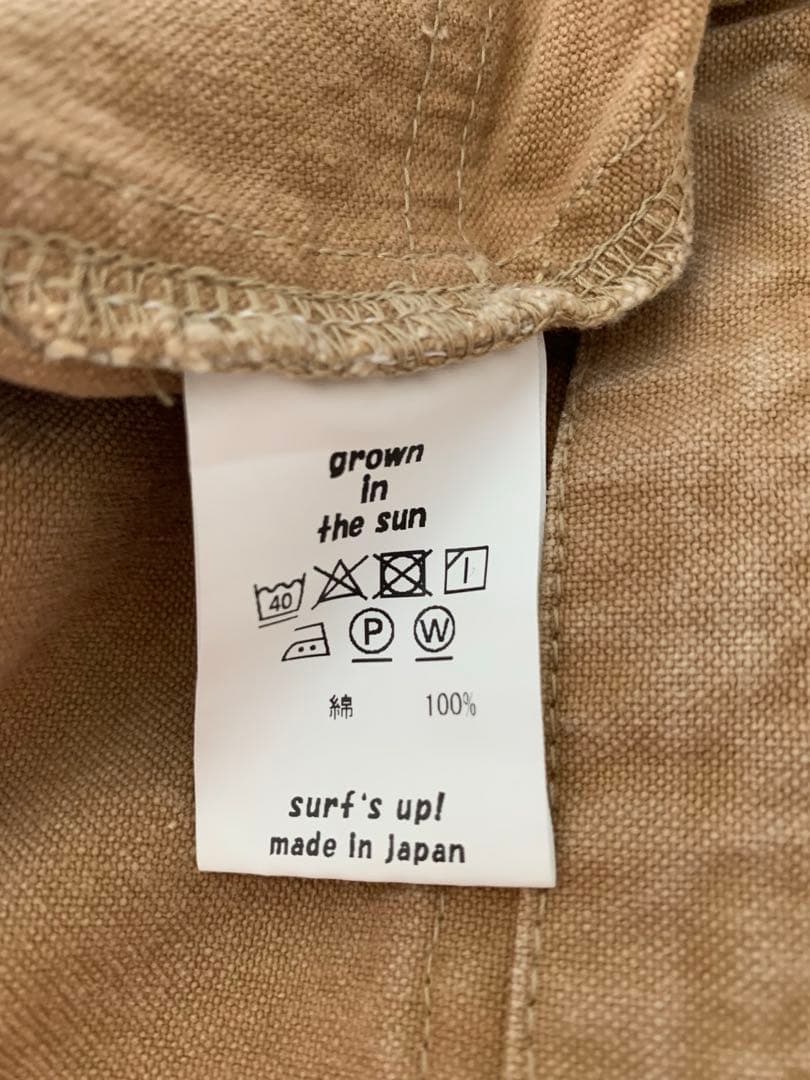 grown
in
the sun
40
P W
綿 100%
surf's up!
made in Japan